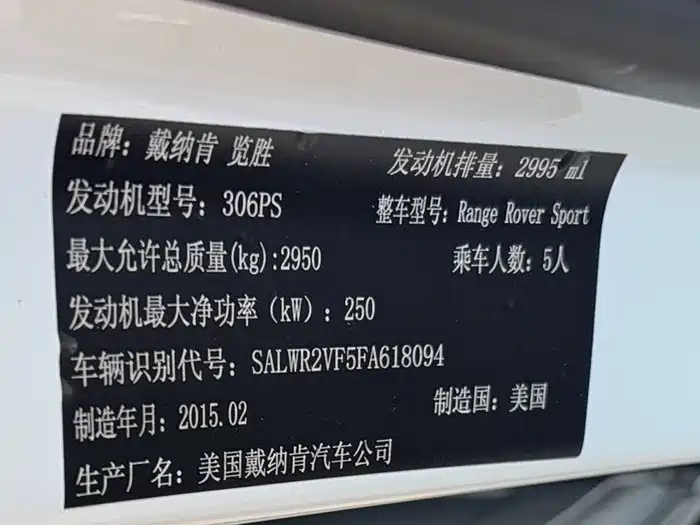 品牌：戴纳肯 览胜 发动机排量：2995 ml
发动机型号：306PS 整车型号：Range Rover Sport
最大允许总质量(kg):2950 乘车人数：5人
发动机最大净功率（kW）：250
车辆识别代号：SALWR2VF5FA618094
制造年月：2015.02 制造国：美国
生产厂名：美国戴纳肯汽车公司